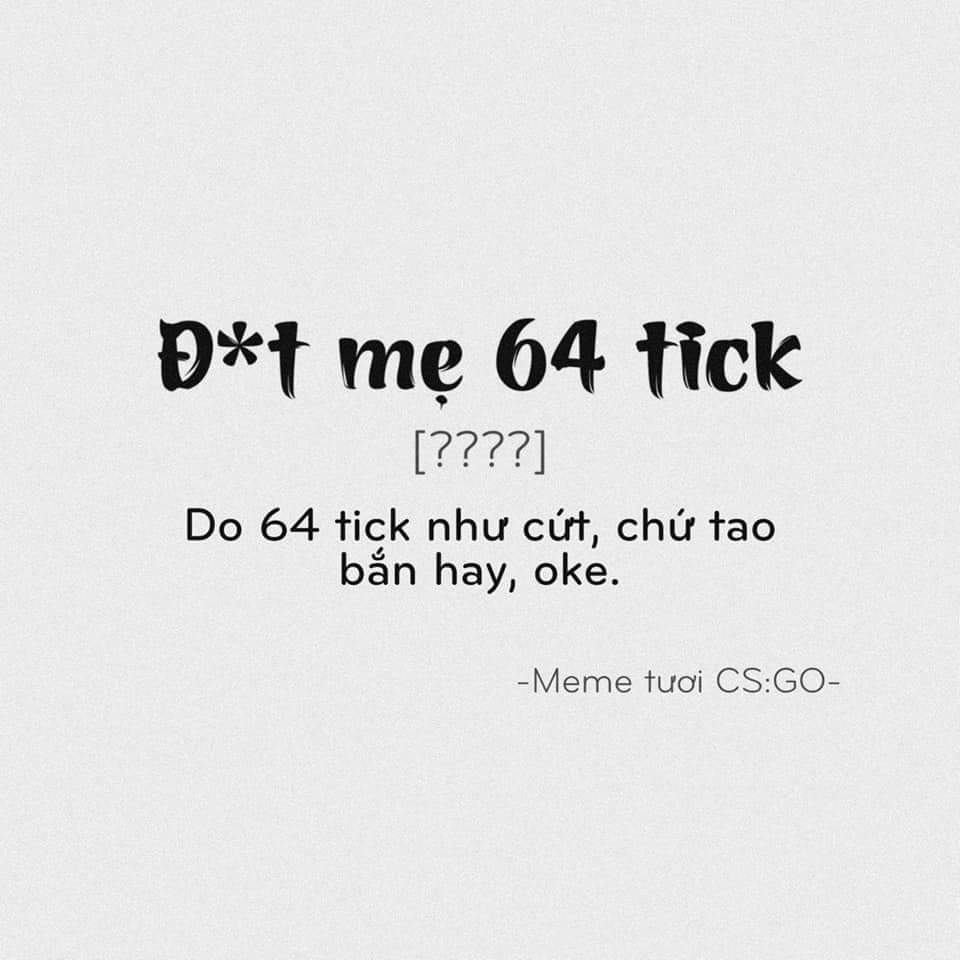 Đ*t mẹ 64 tick
[????]
Do 64 tick như cứt, chứ tao
bắn hay, oke.
-Meme tươi CS:GO-